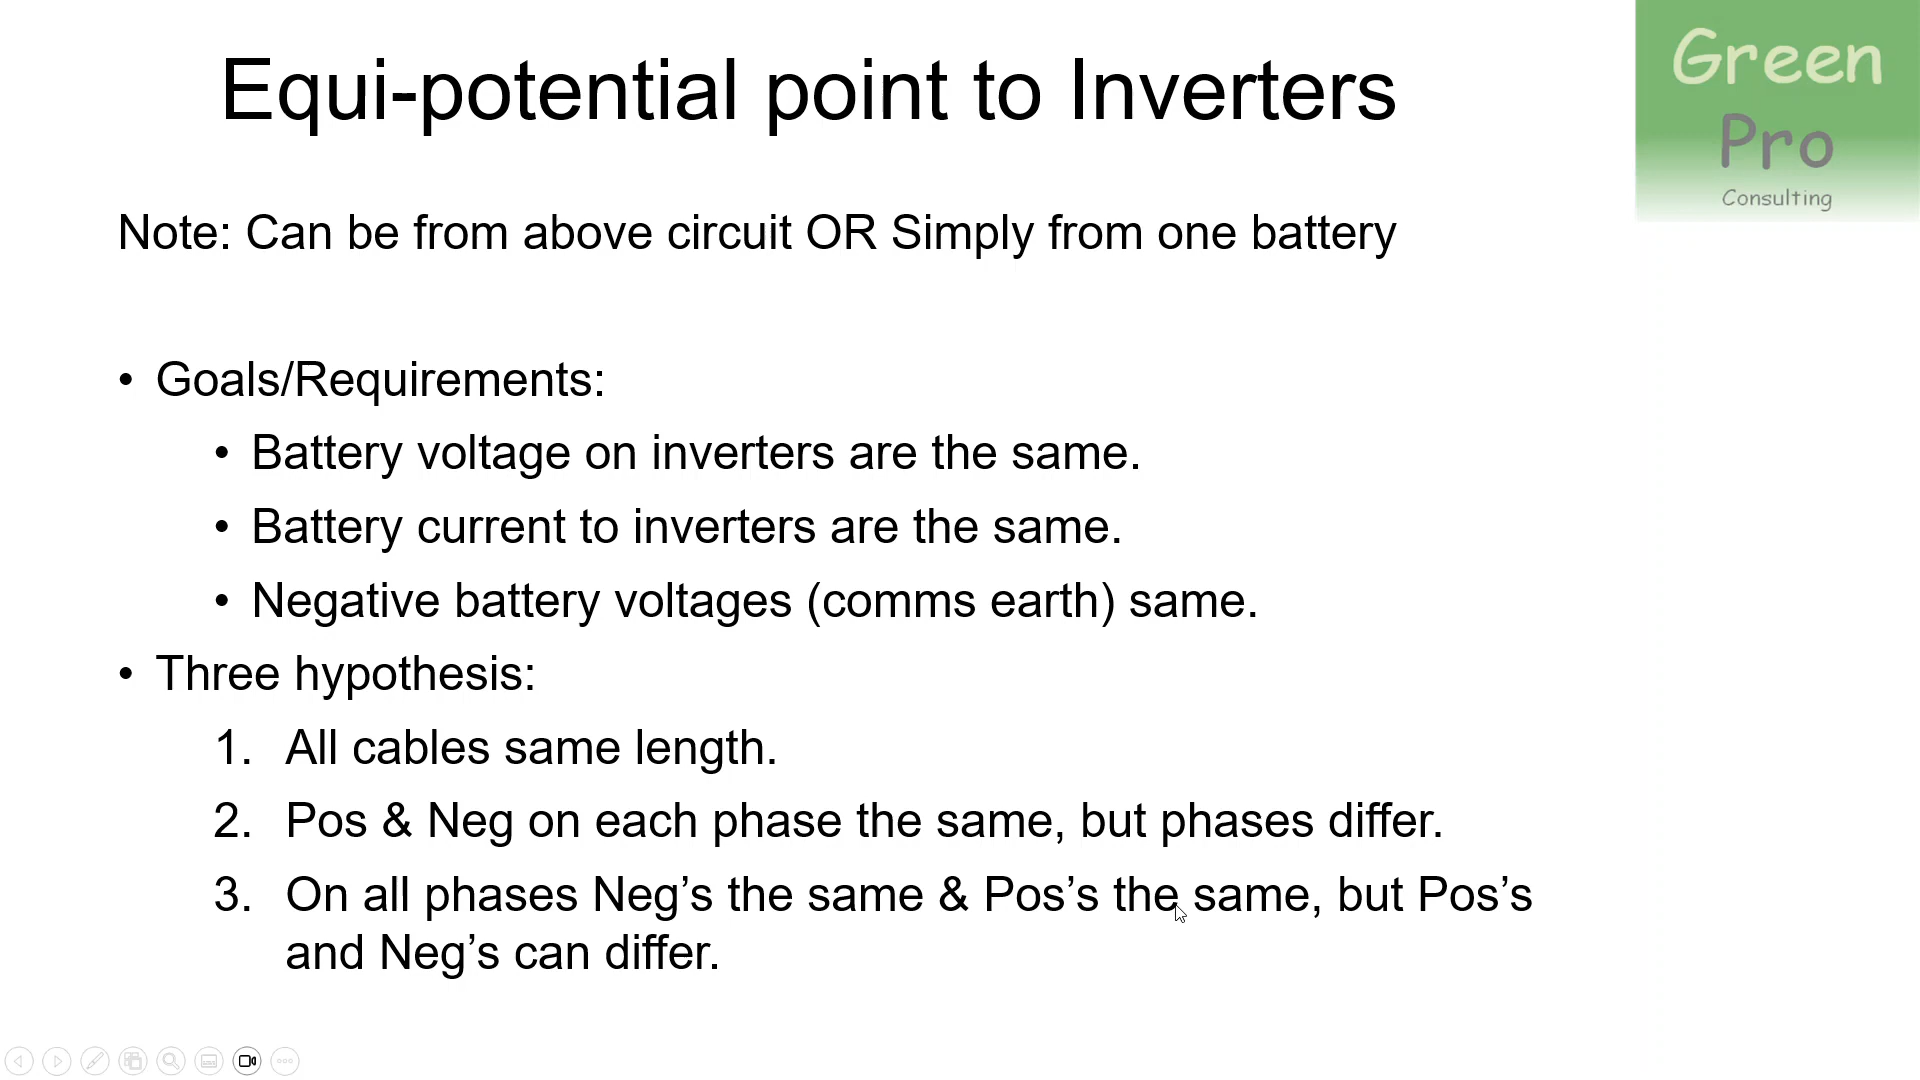 Equi-potential point to Inverters
Green
Pro
Consulting
Note: Can be from above circuit OR Simply from one battery
• Goals/Requirements:
• Battery voltage on inverters are the same.
• Battery current to inverters are the same.
• Negative battery voltages (comms earth) same.
• Three hypothesis:
1. All cables same length.
2. Pos & Neg on each phase the same, but phases differ.
3. On all phases Neg’s the same & Pos’s the same, but Pos’s
and Neg’s can differ.